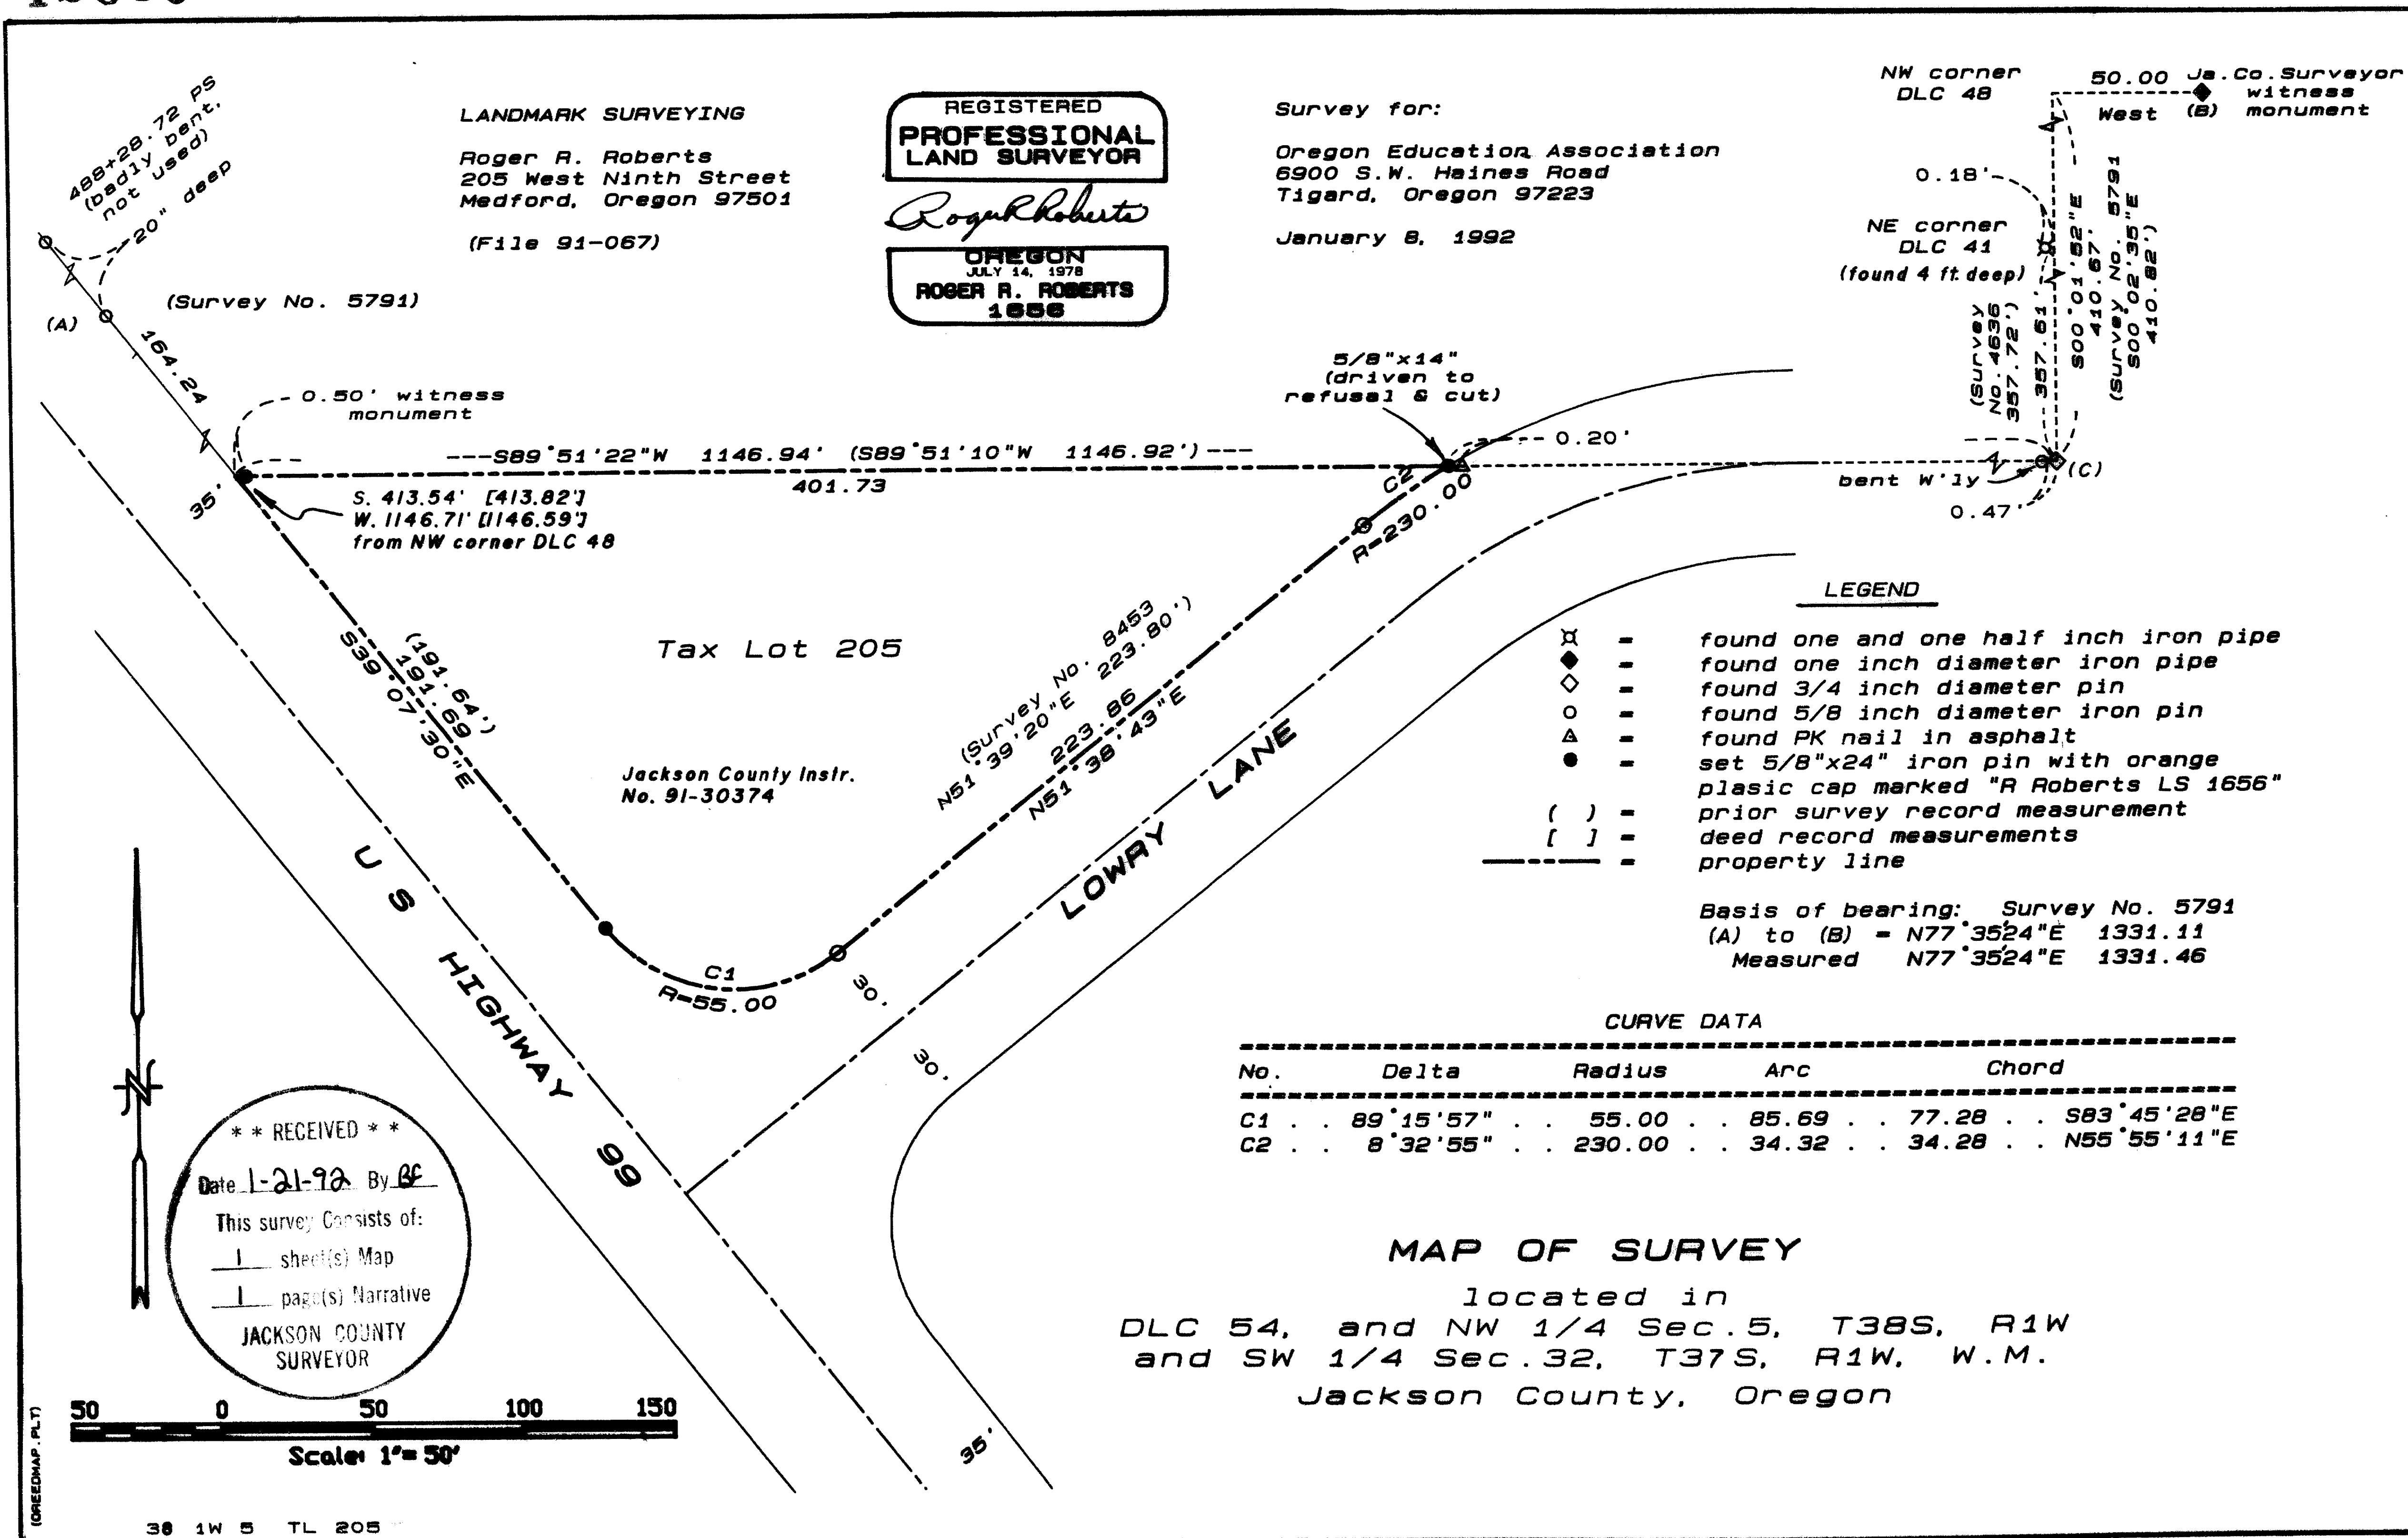 488+28.72 PS
(badly bent,
not used)
20" deep
(A)
(Survey No. 5791)
164.24
LANDMARK SURVEYING
Roger R. Roberts
205 West Ninth Street
Medford, Oregon 97501
(File 91-067)
REGISTERED
PROFESSIONAL
LAND SURVEYOR
Roger R Roberts
OREGON
JULY 14, 1978
ROGER R. ROBERTS
1656
Survey for:
Oregon Education Association
6900 S.W. Haines Road
Tigard, Oregon 97223
January 8, 1992
NW corner
DLC 48
50.00
West
(B)
Ja.Co.Surveyor
witness
monument
0.18'
NE corner
DLC 41
(found 4 ft. deep)
(Survey
No.4636
357.72')
357.61'
S00°01'52"E
410.67'
(Survey No. 5791
S00°02'35"E
410.82')
0.50' witness
monument
5/8"x14"
(driven to
refusal & cut)
---S89°51'22"W 1146.94' (S89°51'10"W 1146.92')---
401.73
0.20'
bent W'ly
(C)
0.47'
35'
S. 413.54' [413.82']
W. 1146.71' [1146.59']
from NW corner DLC 48
C2
R=230.00
(191.64')
191.69
S39°07'30"E
Tax Lot 205
Jackson County Instr.
No. 91-30374
(Survey No. 8453
N51°39'20"E 223.80')
223.86
N51°38'43"E
LOWRY LANE
U S HIGHWAY 99
C1
R=55.00
30'
30'
35'
LEGEND
= found one and one half inch iron pipe
= found one inch diameter iron pipe
= found 3/4 inch diameter pin
= found 5/8 inch diameter iron pin
= found PK nail in asphalt
= set 5/8"x24" iron pin with orange
plasic cap marked "R Roberts LS 1656"
( ) = prior survey record measurement
[ ] = deed record measurements
= property line
Basis of bearing: Survey No. 5791
(A) to (B) = N77°35'24"E 1331.11
Measured N77°35'24"E 1331.46
CURVE DATA
No. Delta Radius Arc Chord
C1 . . 89°15'57" . . 55.00 . . 85.69 . . 77.28 . . S83°45'28"E
C2 . . 8°32'55" . . 230.00 . . 34.32 . . 34.28 . . N55°55'11"E
MAP OF SURVEY
located in
DLC 54, and NW 1/4 Sec.5, T38S, R1W
and SW 1/4 Sec.32, T37S, R1W, W.M.
Jackson County, Oregon
N
* * RECEIVED * *
Date 1-21-92 By BF
This survey Consists of:
1 sheet(s) Map
1 page(s) Narrative
JACKSON COUNTY
SURVEYOR
50 0 50 100 150
Scale: 1"= 50'
(OREEDMAP.PLT)
38 1W 5 TL 205